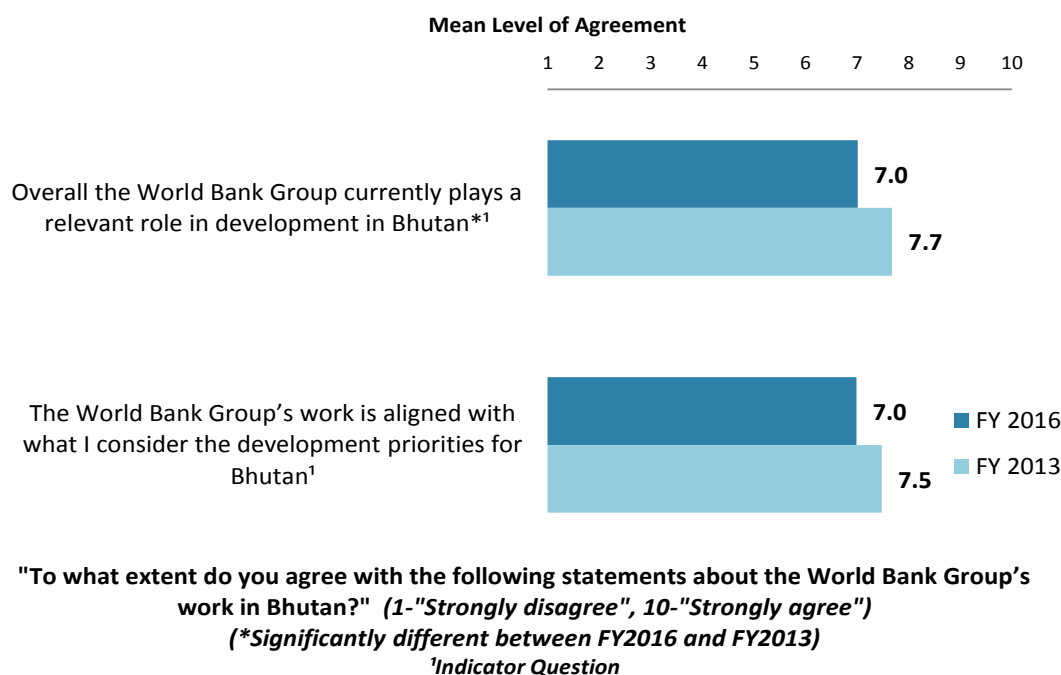 Mean Level of Agreement
1 2 3 4 5 6 7 8 9 10
Overall the World Bank Group currently plays a
relevant role in development in Bhutan*¹
7.0
7.7
The World Bank Group’s work is aligned with
what I consider the development priorities for
Bhutan¹
7.0
7.5
FY 2016
FY 2013
"To what extent do you agree with the following statements about the World Bank Group’s
work in Bhutan?" (1-"Strongly disagree", 10-"Strongly agree")
(*Significantly different between FY2016 and FY2013)
¹Indicator Question